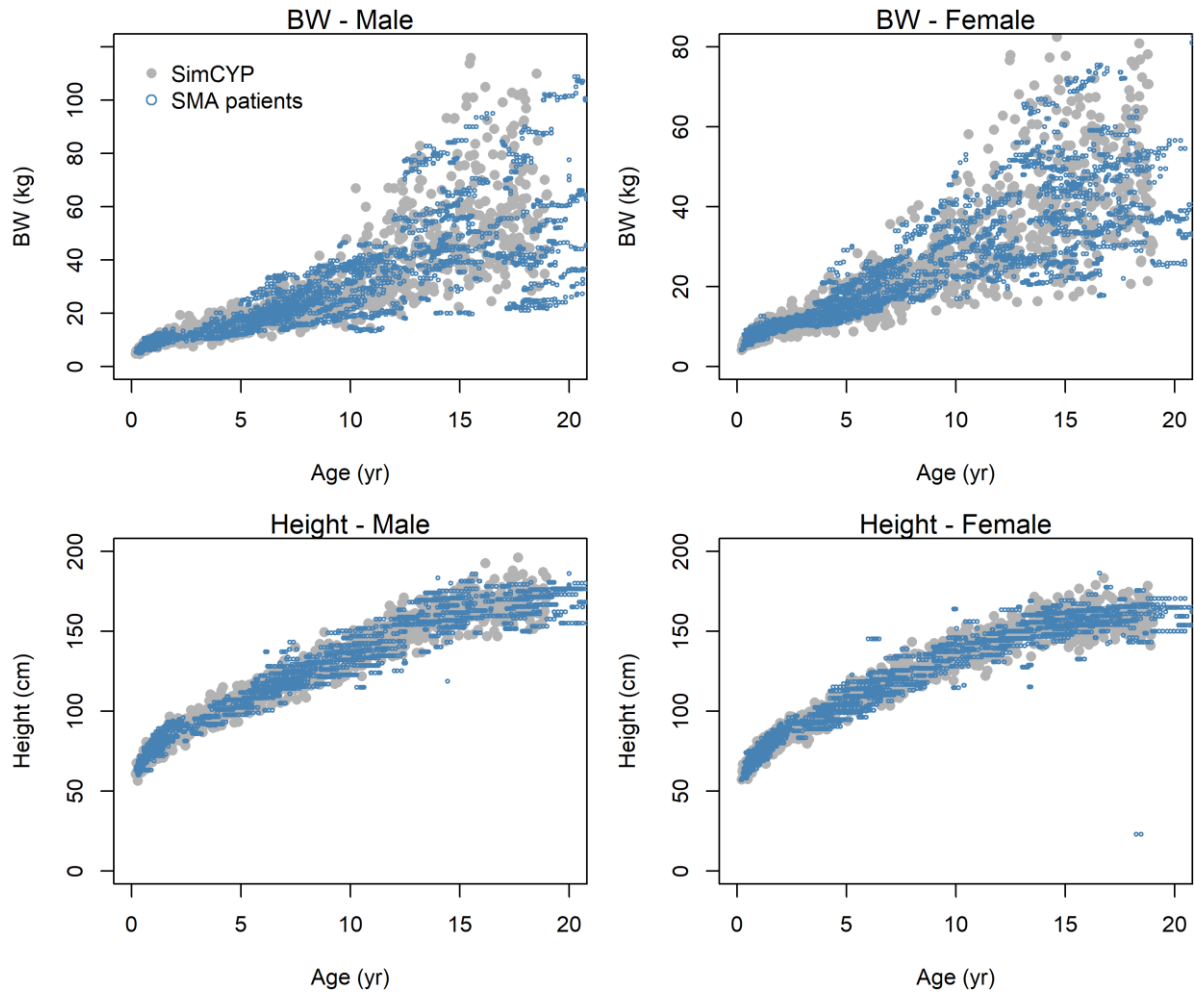 BW - Male
BW - Female
SimCYP
SMA patients
BW (kg)
0 20 40 60 80 100
0 5 10 15 20
Age (yr)
BW (kg)
0 20 40 60 80
0 5 10 15 20
Age (yr)
Height - Male
Height - Female
Height (cm)
0 50 100 150 200
0 5 10 15 20
Age (yr)
Height (cm)
0 50 100 150 200
0 5 10 15 20
Age (yr)